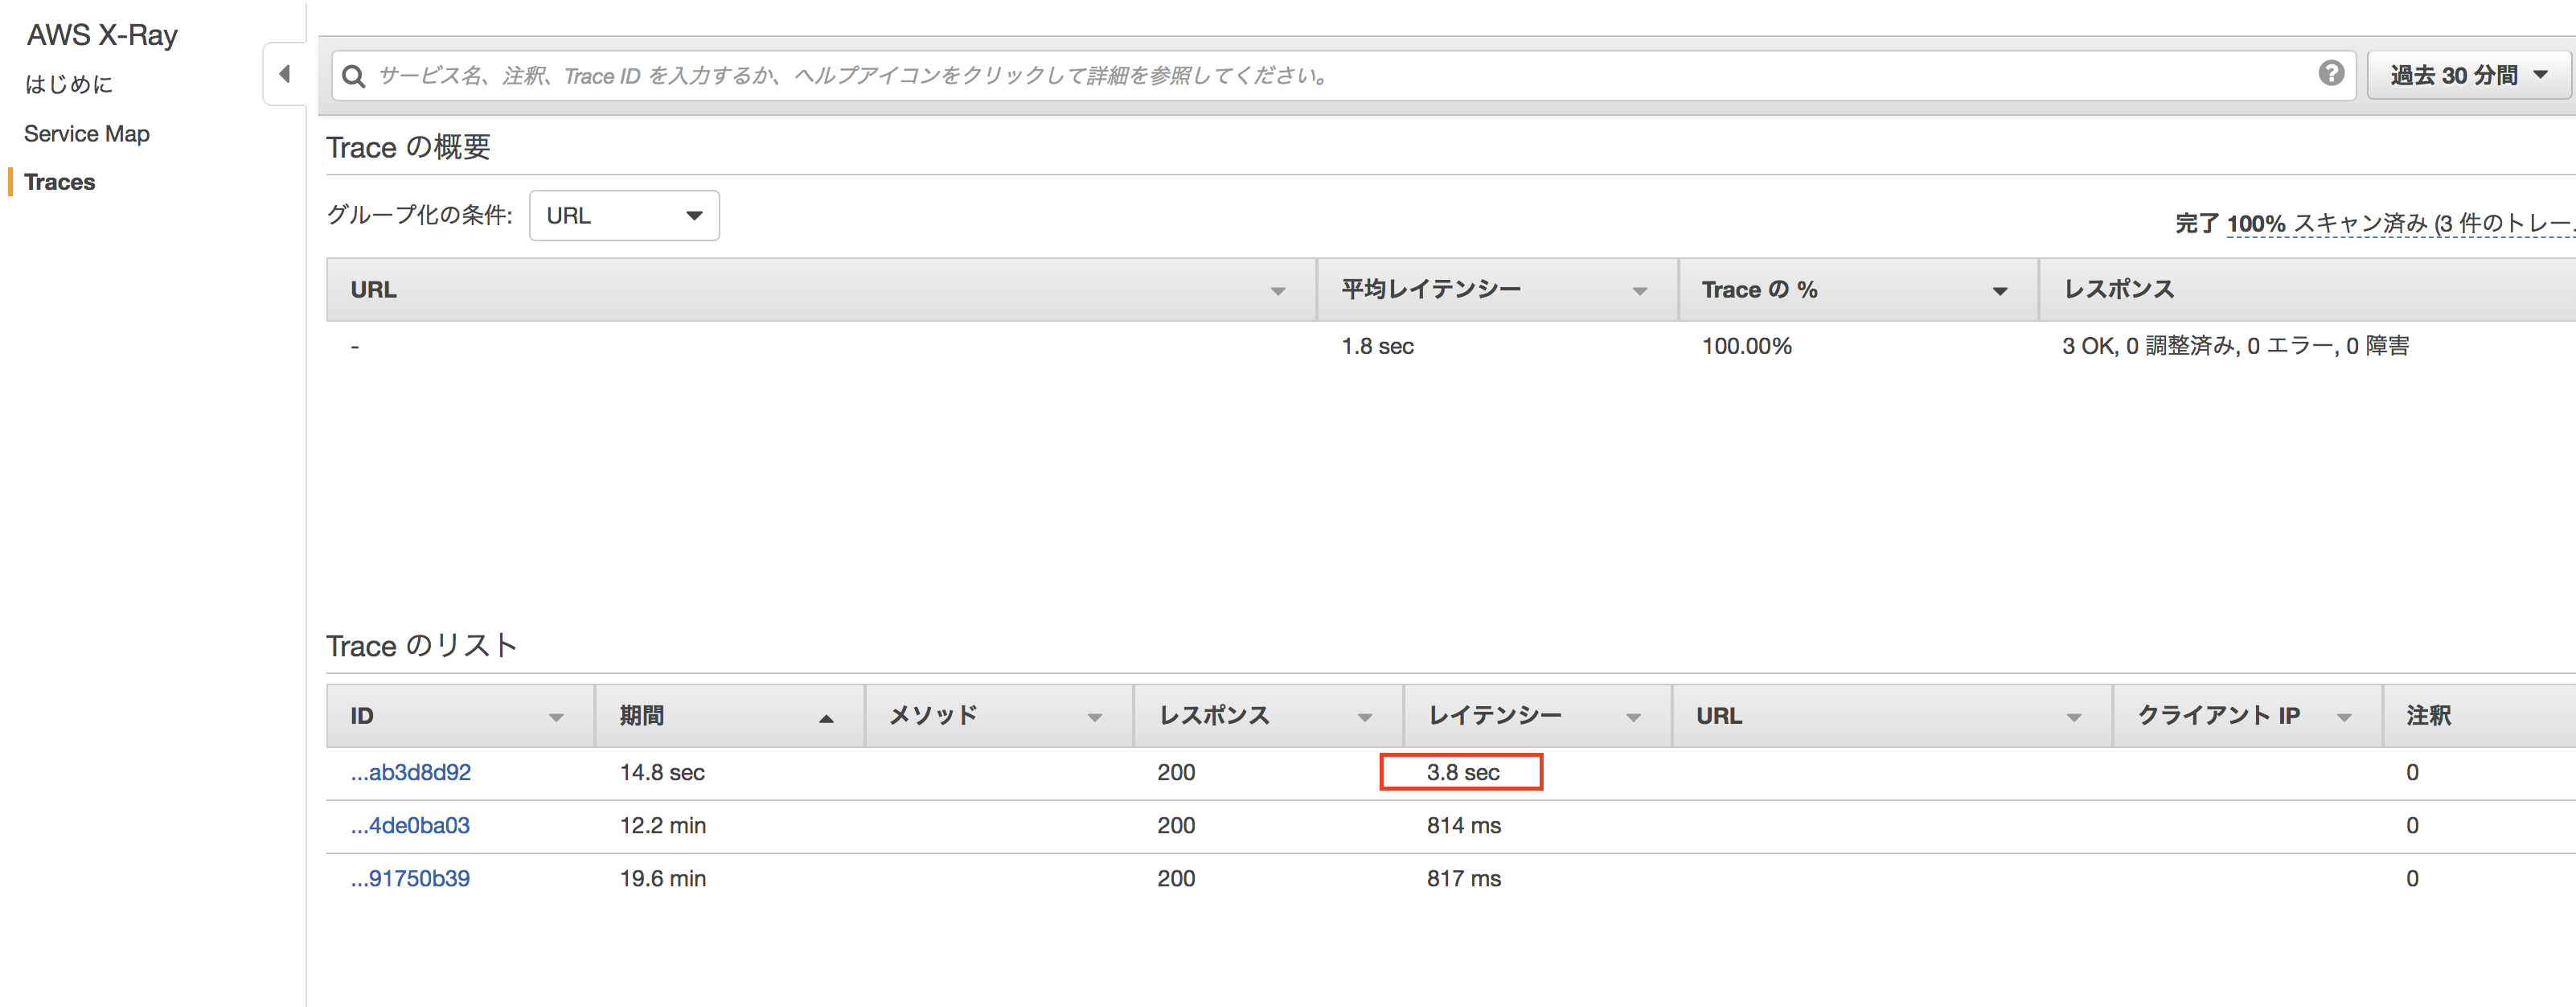 AWS X-Ray
はじめに
Service Map
Traces
サービス名、注釈、Trace ID を入力するか、ヘルプアイコンをクリックして詳細を参照してください。
過去 30 分間
Trace の概要
グループ化の条件: URL
完了 100% スキャン済み (3 件のトレー
URL 平均レイテンシー Trace の % レスポンス
- 1.8 sec 100.00% 3 OK, 0 調整済み, 0 エラー, 0 障害
Trace のリスト
ID 期間 メソッド レスポンス レイテンシー URL クライアント IP 注釈
...ab3d8d92 14.8 sec 200 3.8 sec 0
...4de0ba03 12.2 min 200 814 ms 0
...91750b39 19.6 min 200 817 ms 0